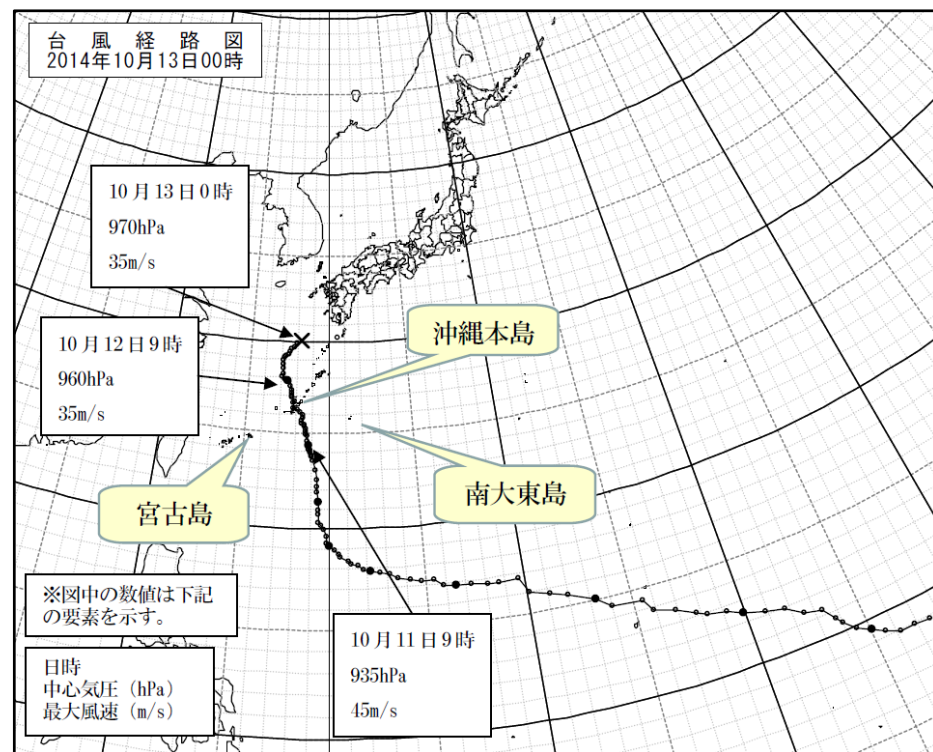 台風経路図
2014年10月13日00時
10月13日0時
970hPa
35m/s
沖縄本島
10月12日9時
960hPa
35m/s
南大東島
宮古島
※図中の数値は下記
の要素を示す。
10月11日9時
935hPa
45m/s
日時
中心気圧（hPa）
最大風速（m/s）